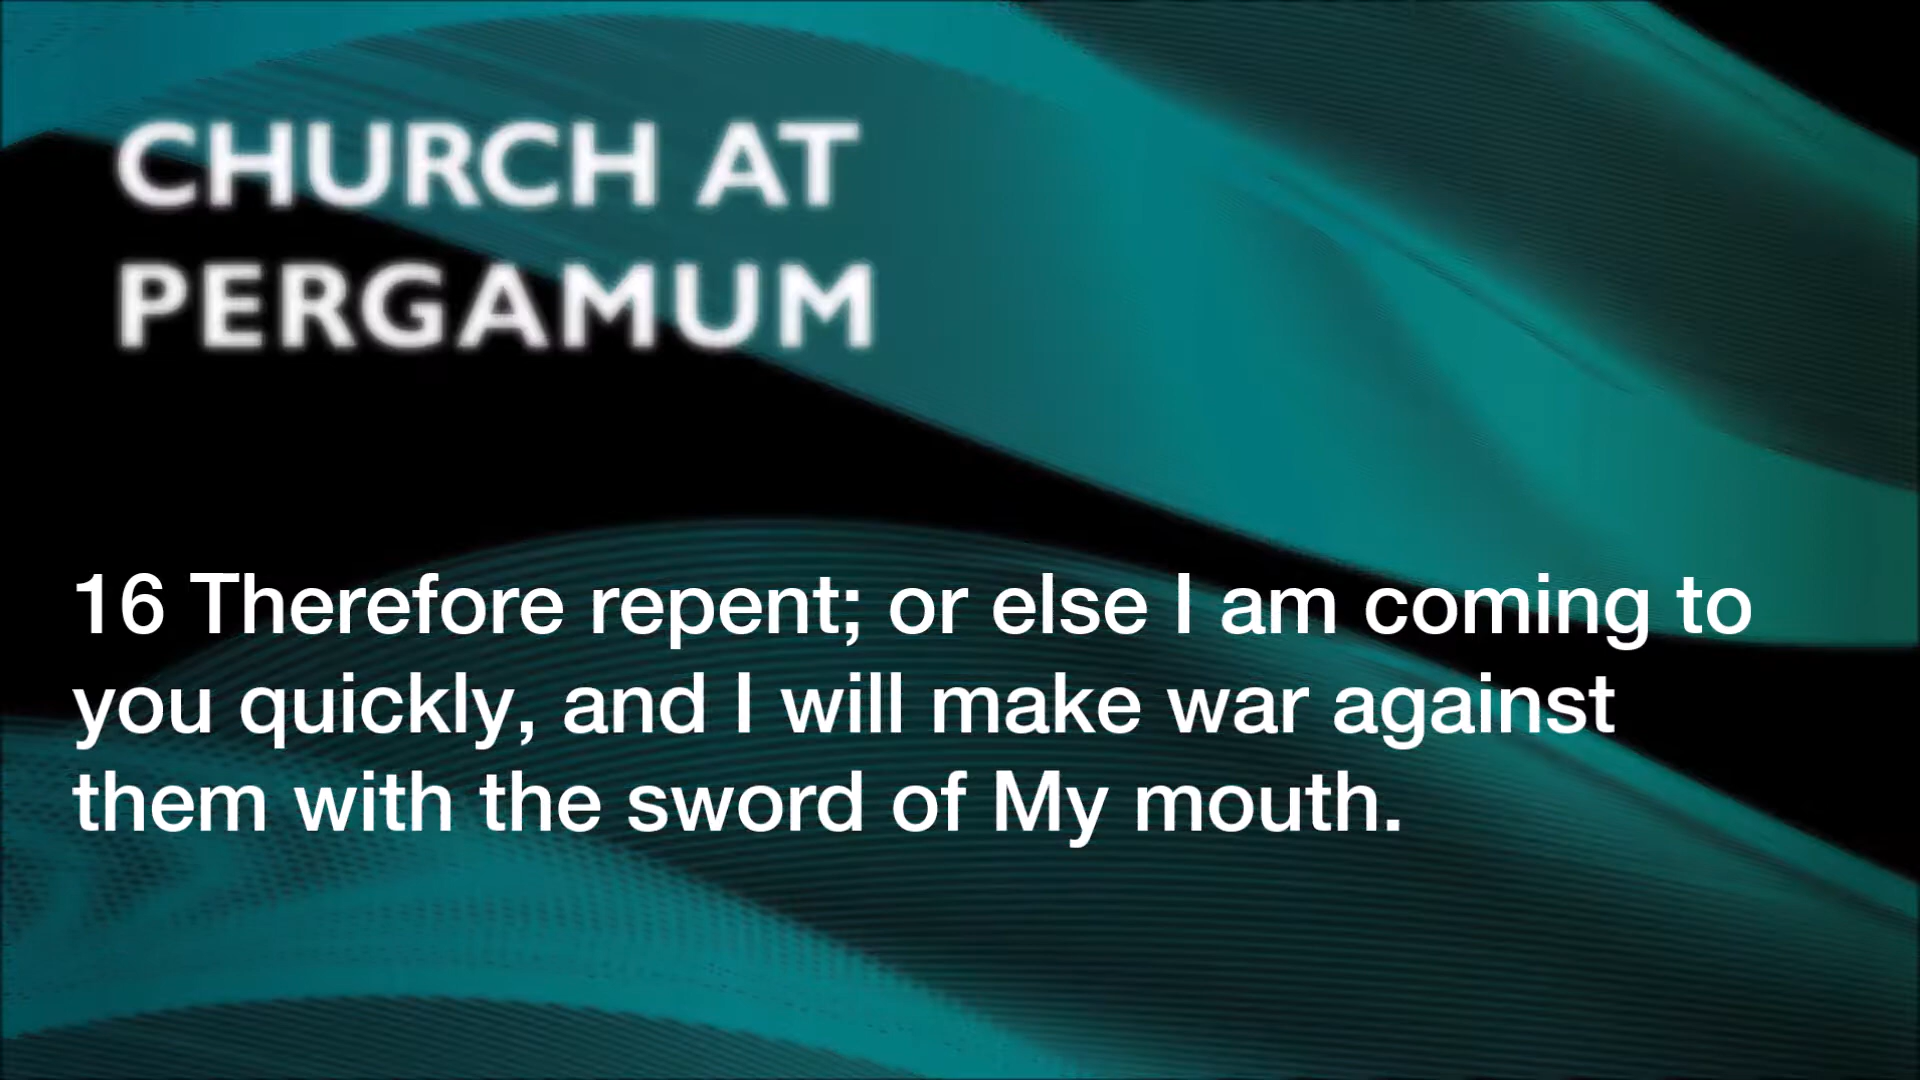 CHURCH AT
PERGAMUM
16 Therefore repent; or else I am coming to
you quickly, and I will make war against
them with the sword of My mouth.